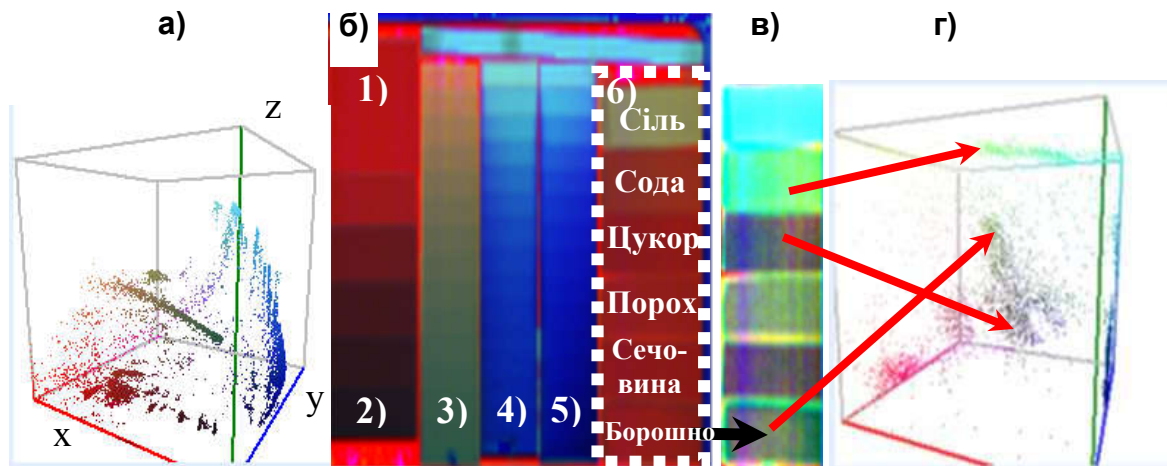 а)
б)
в)
г)
z
y
x
1)
2)
3)
4)
5)
6)
Сіль
Сода
Цукор
Порох
Сечо-
вина
Борошно